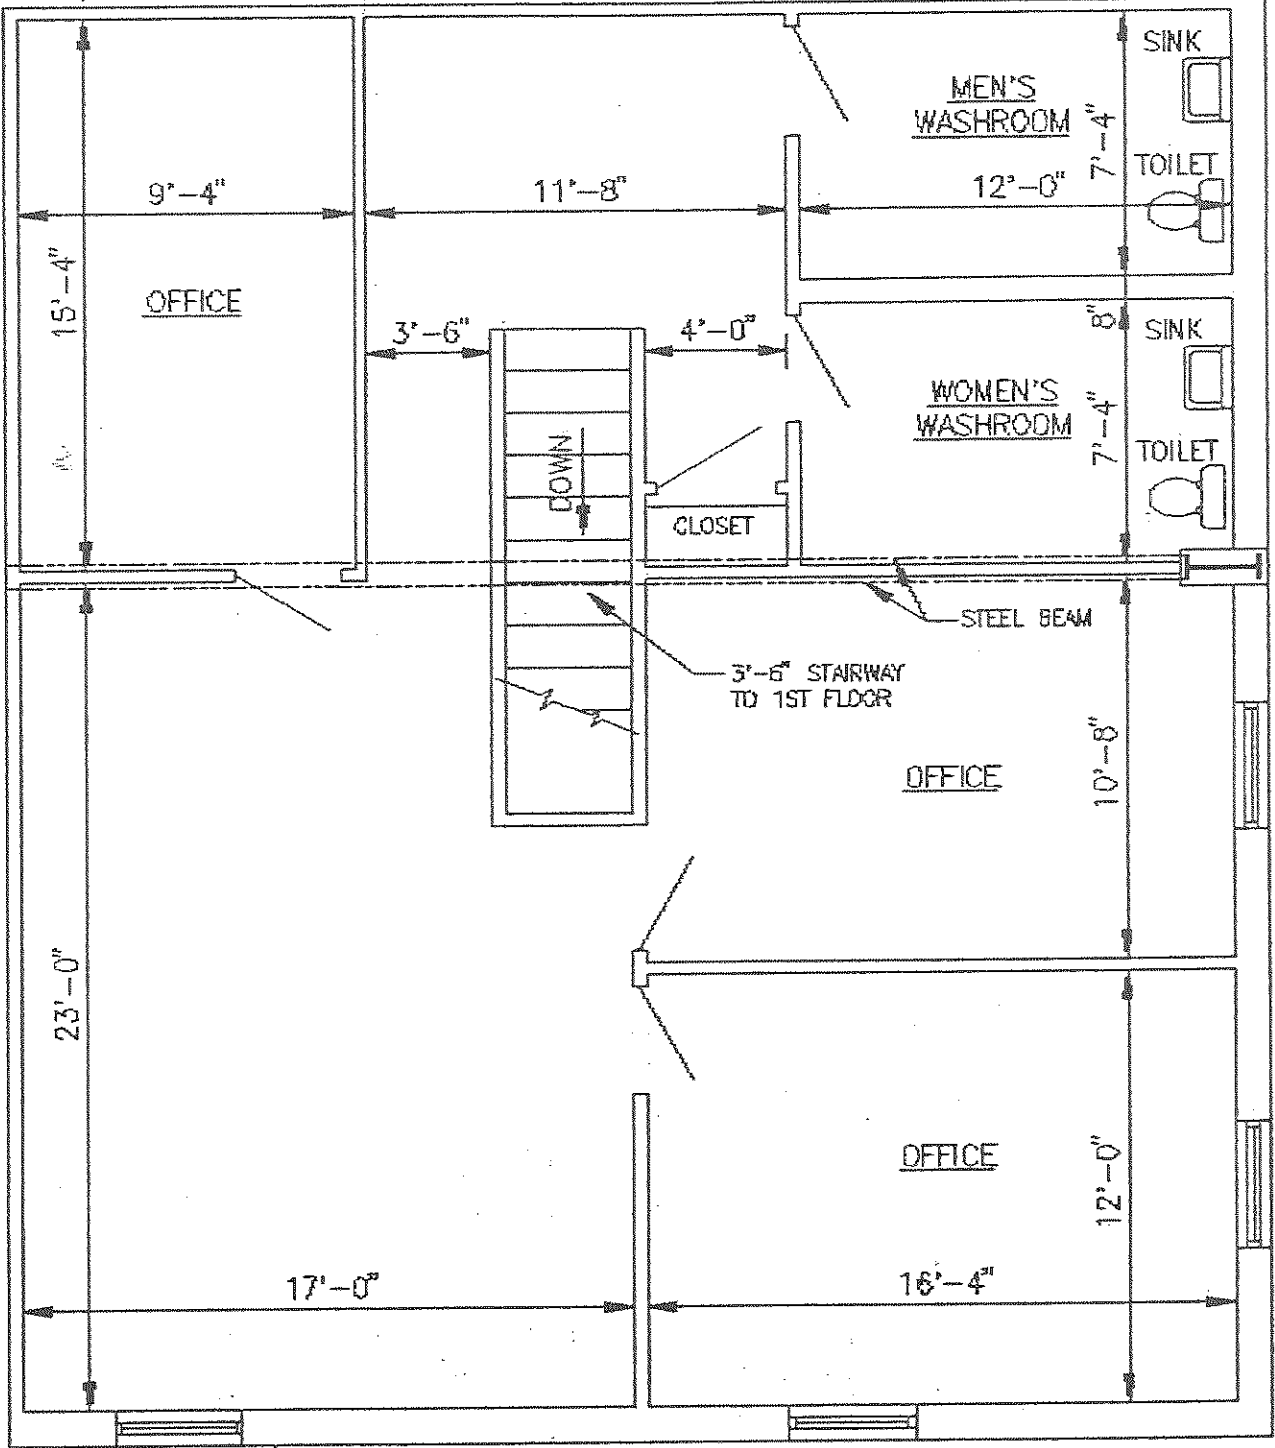 SINK
MEN'S
WASHROOM
7'-4"
TOILET
9'-4"
11'-8"
12'-0"
15'-4"
OFFICE
3'-6"
4'-0"
8"
SINK
WOMEN'S
WASHROOM
7'-4"
TOILET
DOWN
CLOSET
STEEL BEAM
3'-6" STAIRWAY
TO 1ST FLOOR
OFFICE
10'-8"
23'-0"
OFFICE
12'-0"
17'-0"
16'-4"